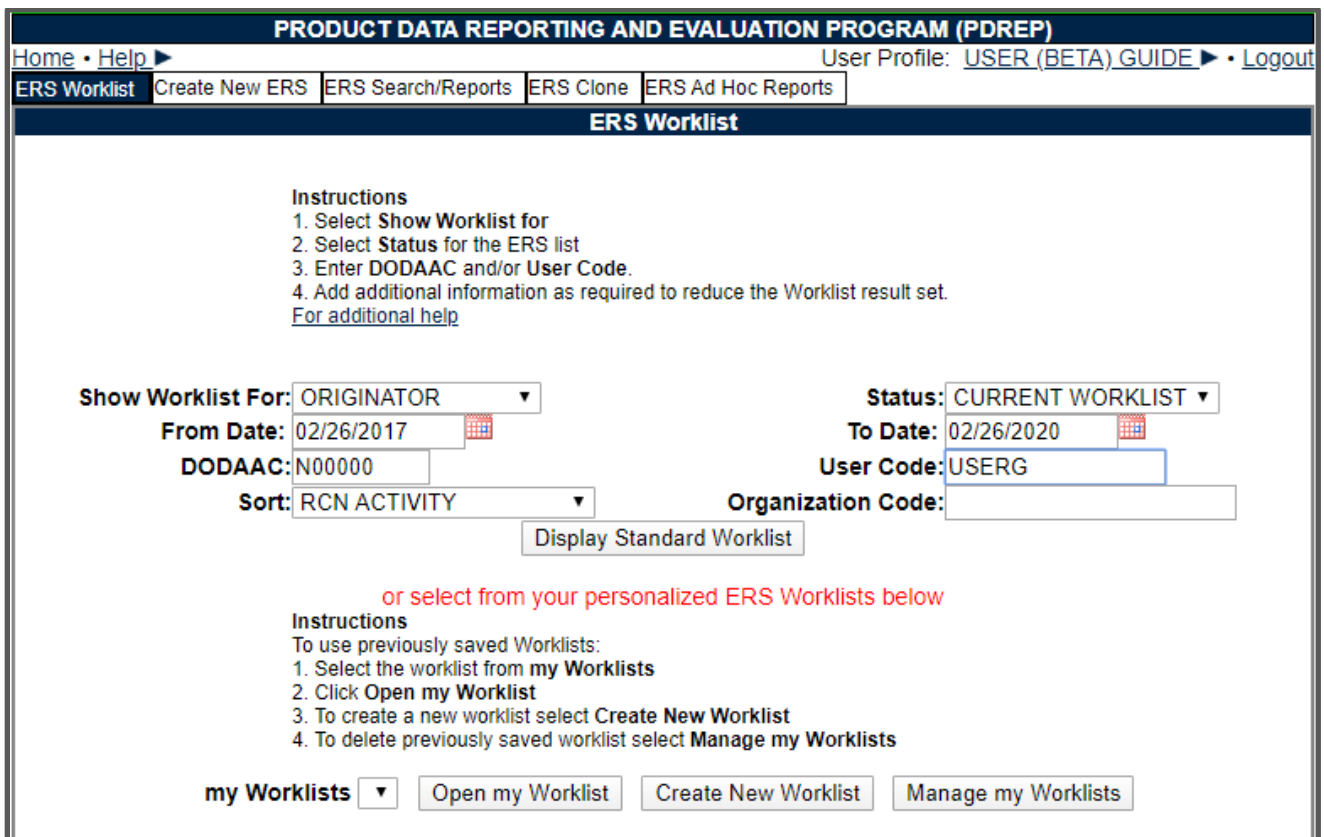 PRODUCT DATA REPORTING AND EVALUATION PROGRAM (PDREP)
Home • Help ▶ User Profile: USER (BETA) GUIDE ▶ • Logout
ERS Worklist Create New ERS ERS Search/Reports ERS Clone ERS Ad Hoc Reports
ERS Worklist
Instructions
1. Select Show Worklist for
2. Select Status for the ERS list
3. Enter DODAAC and/or User Code.
4. Add additional information as required to reduce the Worklist result set.
For additional help
Show Worklist For: ORIGINATOR ▼ Status: CURRENT WORKLIST ▼
From Date: 02/26/2017 To Date: 02/26/2020
DODAAC: N00000 User Code: USERG
Sort: RCN ACTIVITY ▼ Organization Code:
Display Standard Worklist
or select from your personalized ERS Worklists below
Instructions
To use previously saved Worklists:
1. Select the worklist from my Worklists
2. Click Open my Worklist
3. To create a new worklist select Create New Worklist
4. To delete previously saved worklist select Manage my Worklists
my Worklists ▼ Open my Worklist Create New Worklist Manage my Worklists